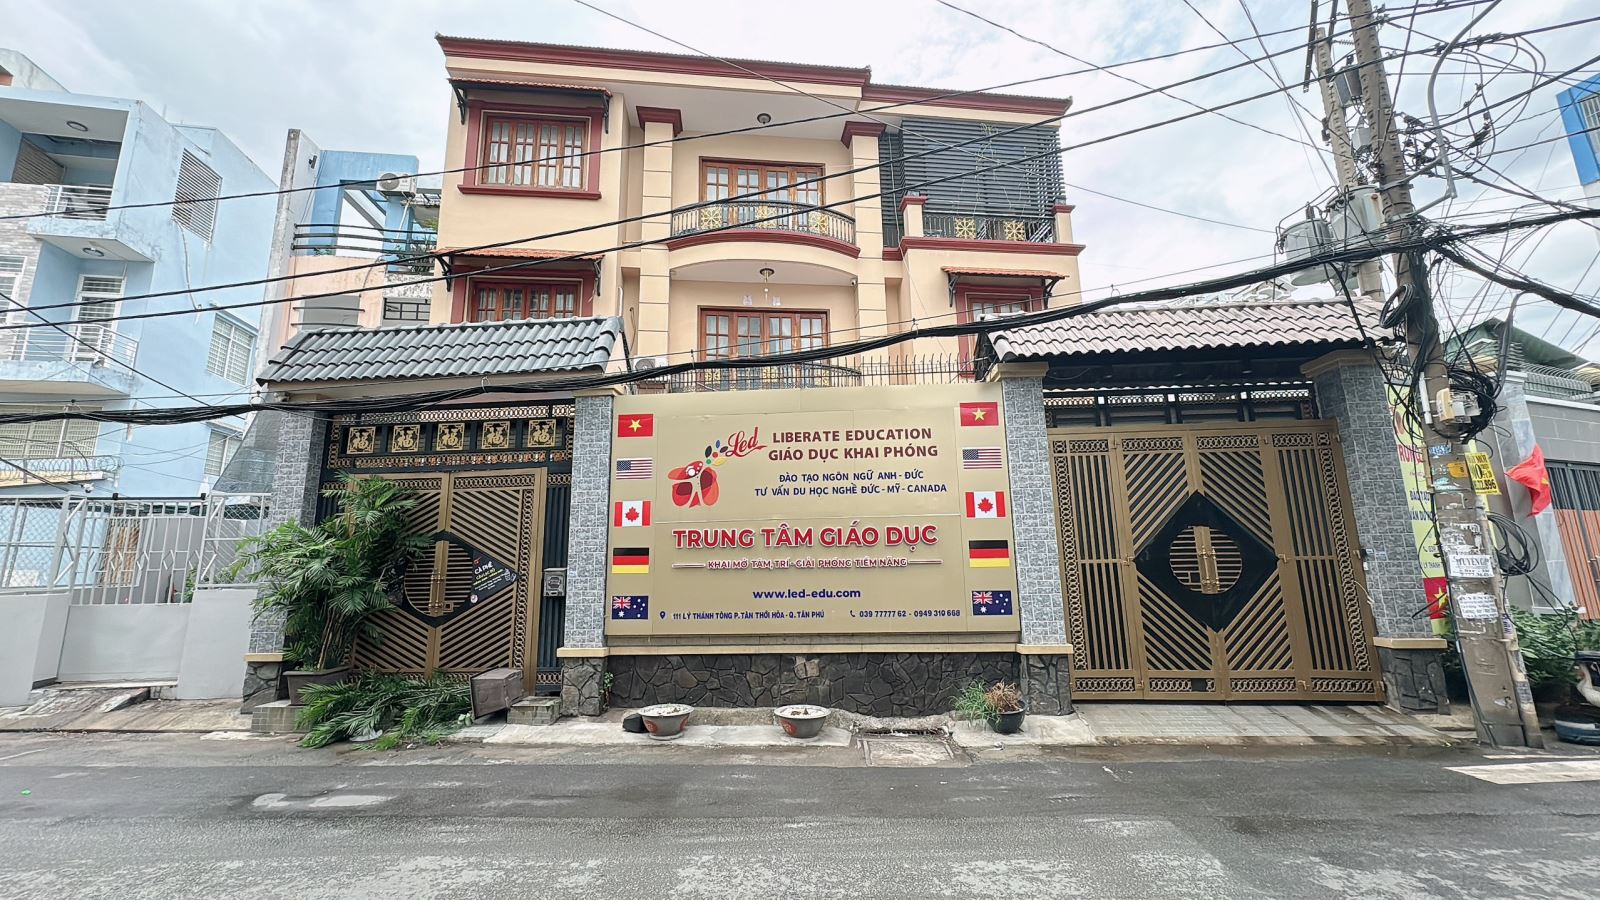 Led
LIBERATE EDUCATION
GIÁO DỤC KHAI PHÓNG
ĐÀO TẠO NGÔN NGỮ ANH - ĐỨC
TƯ VẤN DU HỌC NGHỀ ĐỨC - MỸ - CANADA
TRUNG TÂM GIÁO DỤC
KHAI MỞ TÂM, TRÍ - GIẢI PHÓNG TIỀM NĂNG
www.led-edu.com
111 LÝ THÁNH TÔNG P. TÂN THỚI HÒA - Q. TÂN PHÚ
039 77777 62 - 0949 310 668
CÀ PHÊ